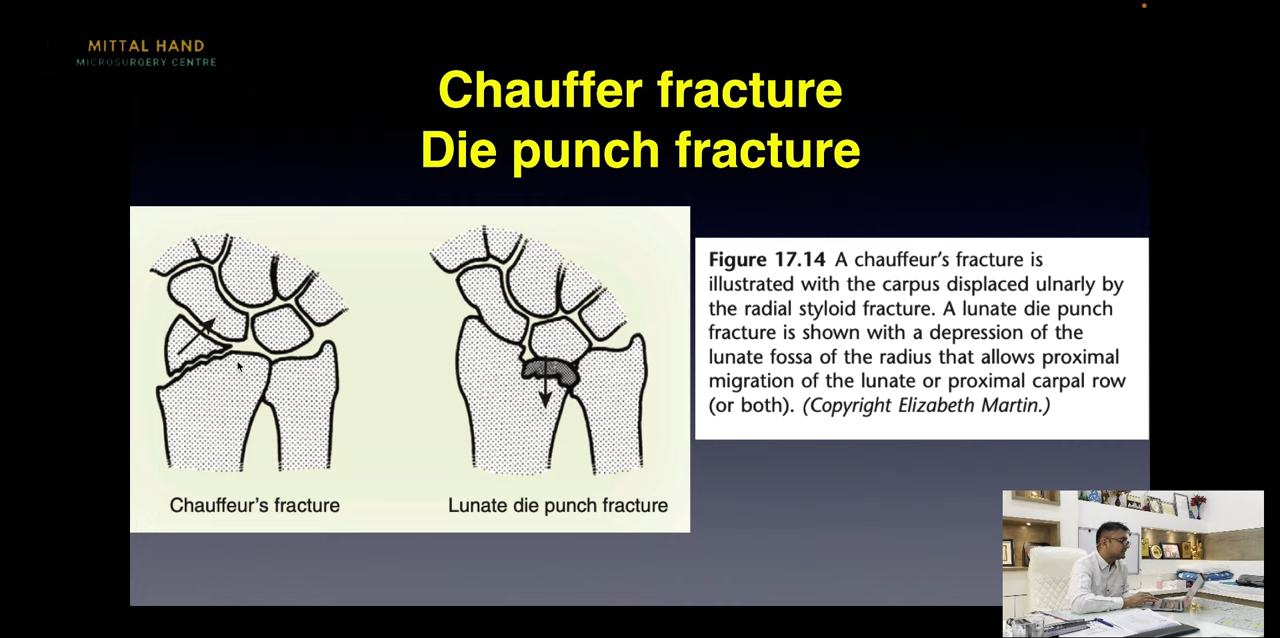 MITTAL HAND
MICROSURGERY CENTRE
Chauffer fracture
Die punch fracture
Chauffeur's fracture
Lunate die punch fracture
Figure 17.14 A chauffeur's fracture is
illustrated with the carpus displaced ulnarly by
the radial styloid fracture. A lunate die punch
fracture is shown with a depression of the
lunate fossa of the radius that allows proximal
migration of the lunate or proximal carpal row
(or both). (Copyright Elizabeth Martin.)